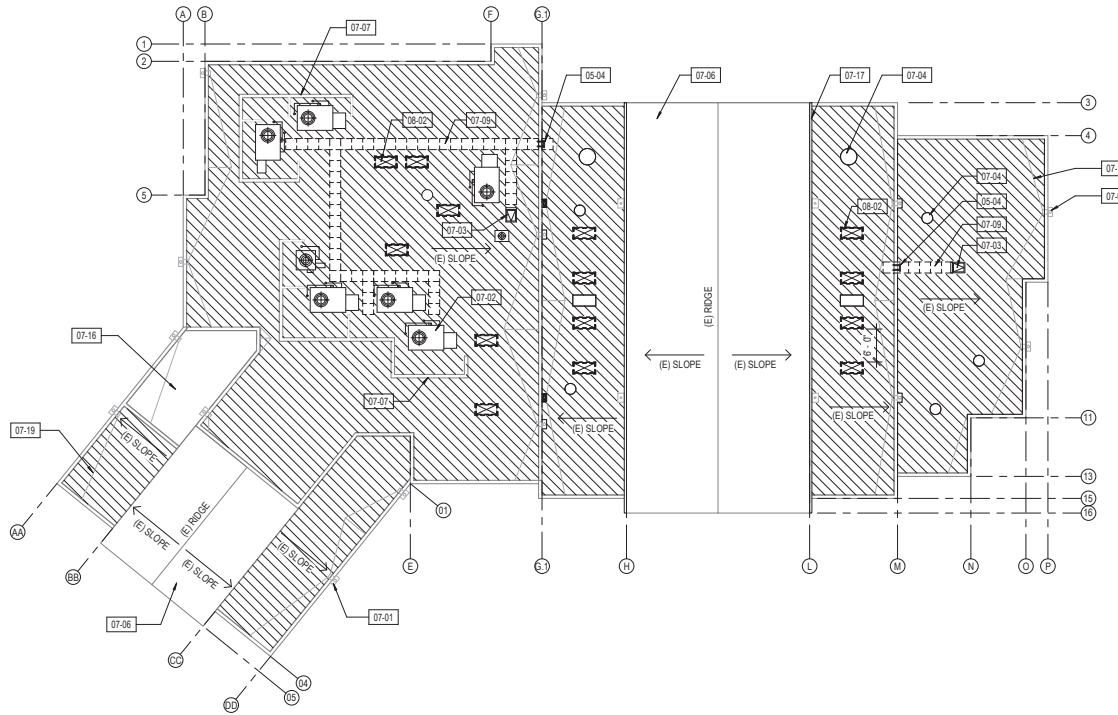 A
B
F
G.1
1
2
07-07
05-04
07-06
07-17
07-04
3
4
08-02
07-09
07-04
05-04
07-09
07-03
08-02
5
07-03
(E) SLOPE
(E) SLOPE
(E) RIDGE
07-02
(E) SLOPE
(E) SLOPE
07-16
07-07
(E) SLOPE
(E) SLOPE
11
07-19
(E) SLOPE
13
15
16
01
(E) RIDGE
(E) SLOPE
(E) SLOPE
(E) SLOPE
AA
BB
E
G.1
H
L
M
N
O
P
07-06
07-01
CC
DD
04
05